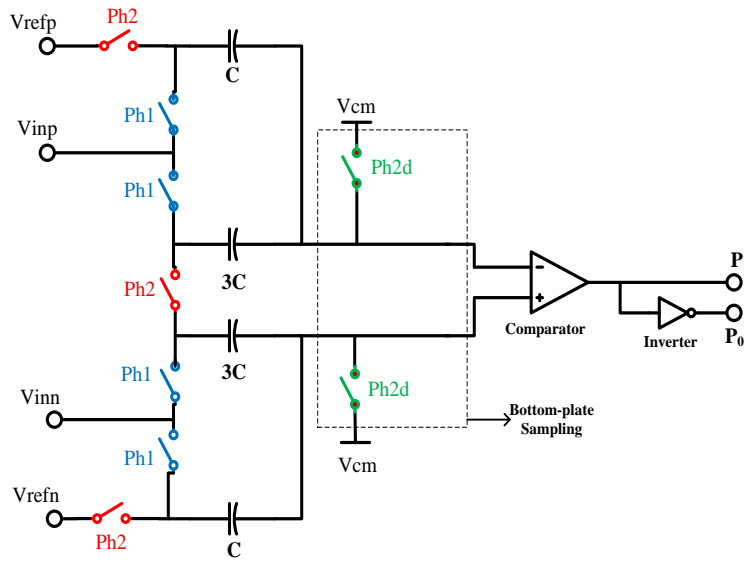 Vrefp
Ph2
C
Ph1
Vinp
Vcm
Ph2d
Ph1
3C
P
Ph2
Comparator
Inverter
P₀
3C
Ph1
Ph2d
Vinn
Bottom-plate
Sampling
Ph1
Vcm
Vrefn
Ph2
C